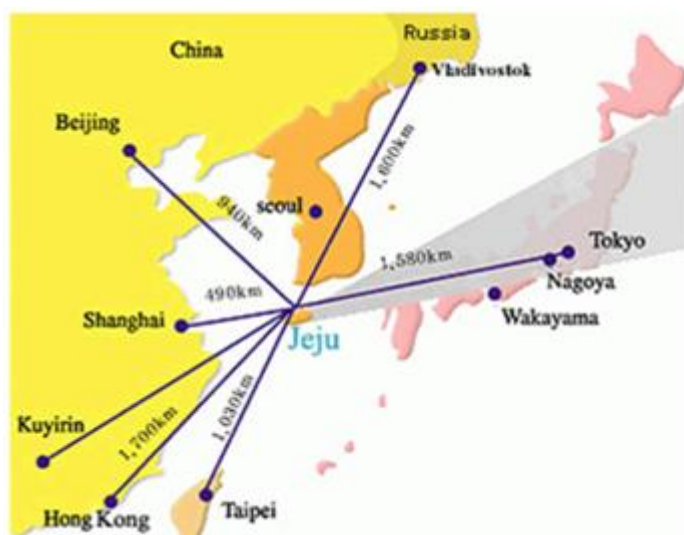 Russia
China
Vladivostok
Beijing
1,600km
940km
seoul
Tokyo
1,580km
Nagoya
490km
Shanghai
Wakayama
Jeju
1,030km
Kuyirin
1,700km
Hong Kong
Taipei